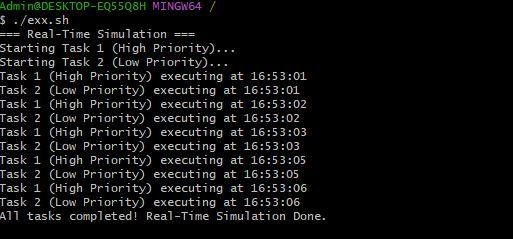 Admin@DESKTOP-EQ55Q8H MINGW64 /
$ ./exx.sh
=== Real-Time Simulation ===
Starting Task 1 (High Priority)...
Starting Task 2 (Low Priority)...
Task 1 (High Priority) executing at 16:53:01
Task 2 (Low Priority) executing at 16:53:01
Task 1 (High Priority) executing at 16:53:02
Task 2 (Low Priority) executing at 16:53:02
Task 1 (High Priority) executing at 16:53:03
Task 2 (Low Priority) executing at 16:53:03
Task 1 (High Priority) executing at 16:53:05
Task 2 (Low Priority) executing at 16:53:05
Task 1 (High Priority) executing at 16:53:06
Task 2 (Low Priority) executing at 16:53:06
All tasks completed! Real-Time Simulation Done.